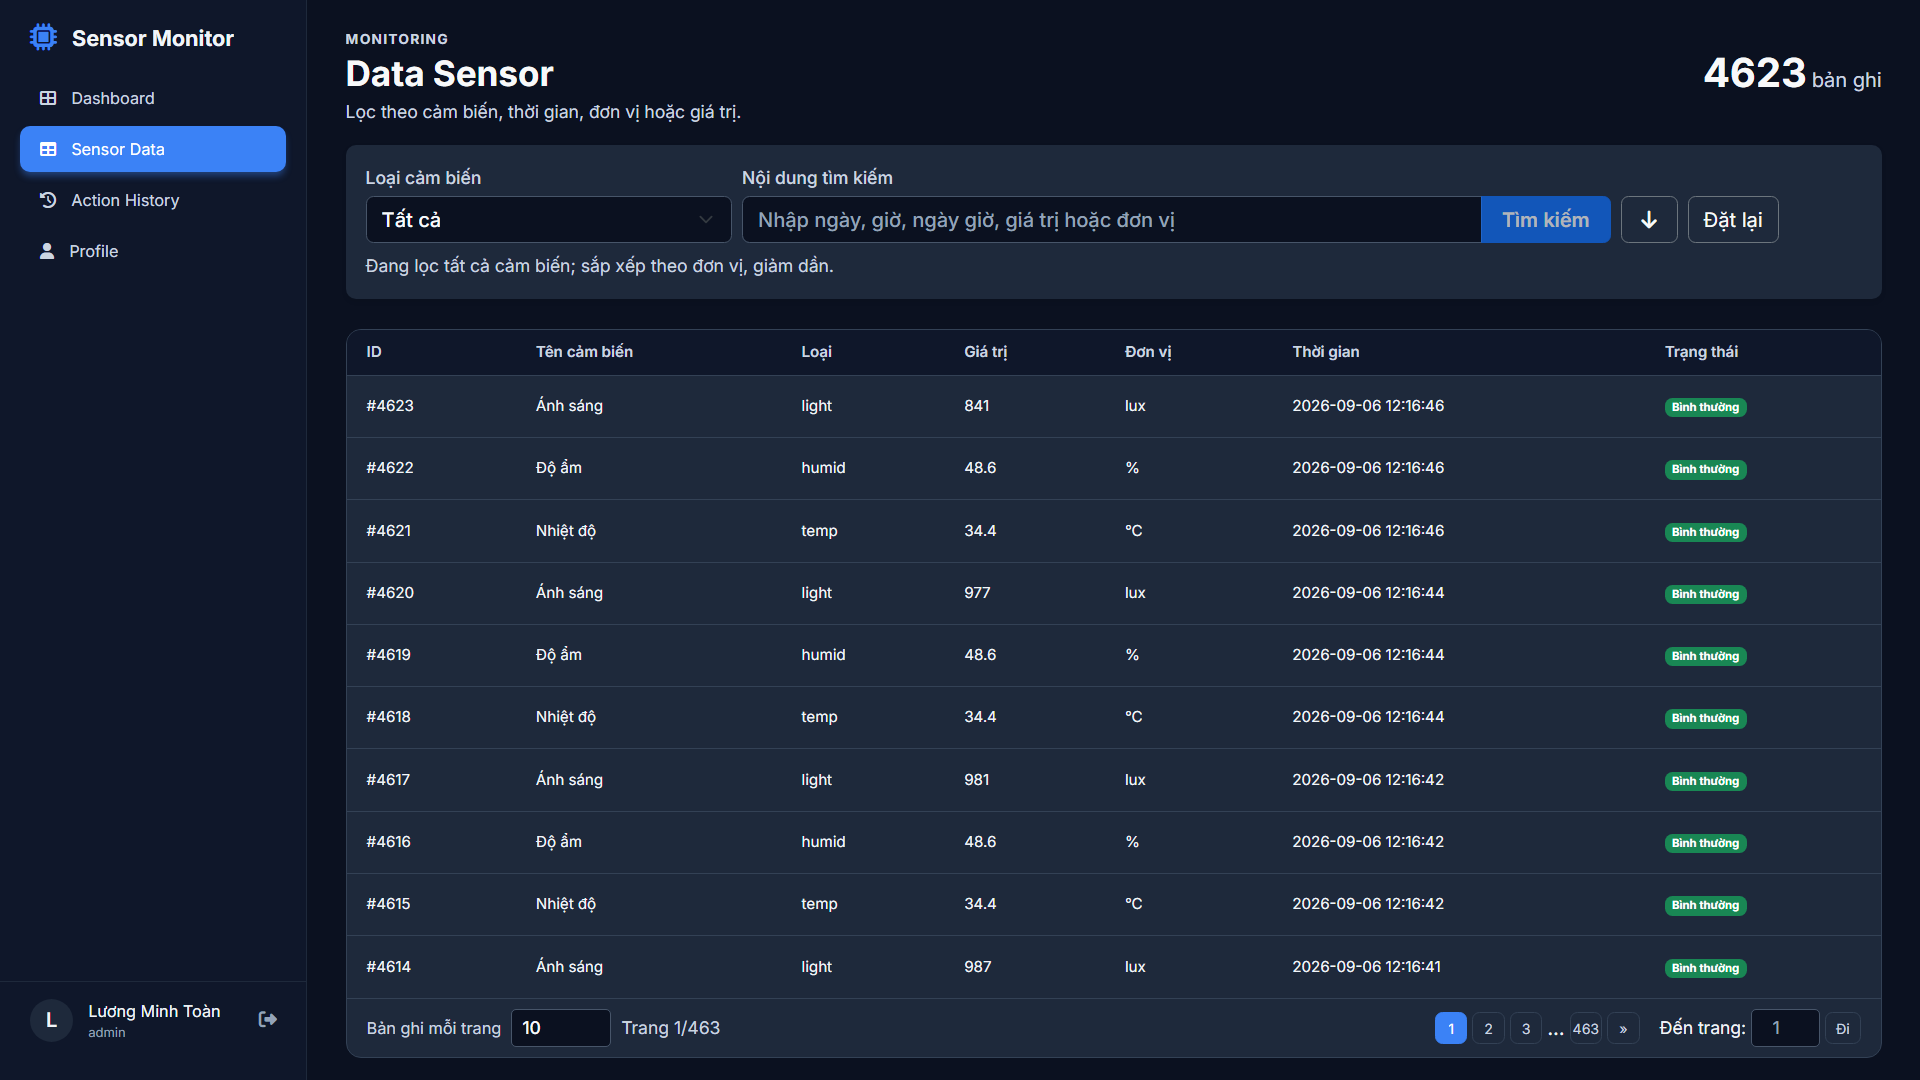 Sensor Monitor
Dashboard
Sensor Data
Action History
Profile
Lương Minh Toàn
admin
L
MONITORING
Data Sensor
Lọc theo cảm biến, thời gian, đơn vị hoặc giá trị.
4623 bản ghi
Loại cảm biến
Nội dung tìm kiếm
Tất cả
Nhập ngày, giờ, ngày giờ, giá trị hoặc đơn vị
Tìm kiếm
Đặt lại
Đang lọc tất cả cảm biến; sắp xếp theo đơn vị, giảm dần.
ID Tên cảm biến Loại Giá trị Đơn vị Thời gian Trạng thái
#4623 Ánh sáng light 841 lux 2026-09-06 12:16:46 Bình thường
#4622 Độ ẩm humid 48.6 % 2026-09-06 12:16:46 Bình thường
#4621 Nhiệt độ temp 34.4 °C 2026-09-06 12:16:46 Bình thường
#4620 Ánh sáng light 977 lux 2026-09-06 12:16:44 Bình thường
#4619 Độ ẩm humid 48.6 % 2026-09-06 12:16:44 Bình thường
#4618 Nhiệt độ temp 34.4 °C 2026-09-06 12:16:44 Bình thường
#4617 Ánh sáng light 981 lux 2026-09-06 12:16:42 Bình thường
#4616 Độ ẩm humid 48.6 % 2026-09-06 12:16:42 Bình thường
#4615 Nhiệt độ temp 34.4 °C 2026-09-06 12:16:42 Bình thường
#4614 Ánh sáng light 987 lux 2026-09-06 12:16:41 Bình thường
Bản ghi mỗi trang 10 Trang 1/463 1 2 3 ... 463 » Đến trang: 1 Đi